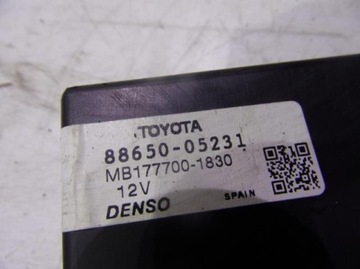 TOYOTA
88650-05231
MB177700-1830
12V
DENSO SPAIN